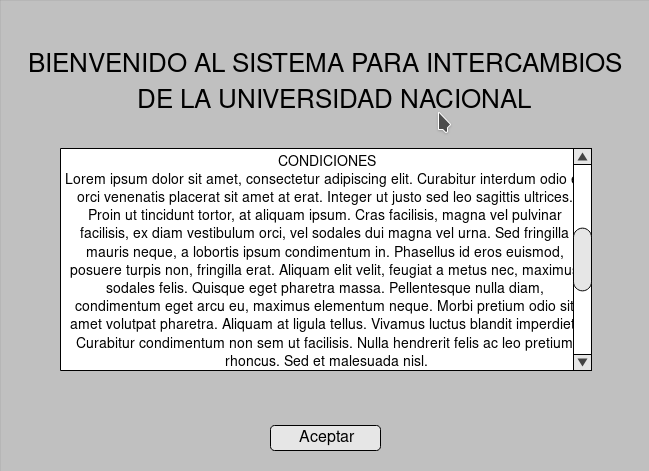 BIENVENIDO AL SISTEMA PARA INTERCAMBIOS
DE LA UNIVERSIDAD NACIONAL
CONDICIONES
Lorem ipsum dolor sit amet, consectetur adipiscing elit. Curabitur interdum odio
orci venenatis placerat sit amet at erat. Integer ut justo sed leo sagittis ultrices.
Proin ut tincidunt tortor, at aliquam ipsum. Cras facilisis, magna vel pulvinar
facilisis, ex diam vestibulum orci, vel sodales dui magna vel urna. Sed fringilla
mauris neque, a lobortis ipsum condimentum in. Phasellus id eros euismod,
posuere turpis non, fringilla erat. Aliquam elit velit, feugiat a metus nec, maximus
sodales felis. Quisque eget pharetra massa. Pellentesque nulla diam,
condimentum eget arcu eu, maximus elementum neque. Morbi pretium odio sit
amet volutpat pharetra. Aliquam at ligula tellus. Vivamus luctus blandit imperdiet
Curabitur condimentum non sem ut facilisis. Nulla hendrerit felis ac leo pretium
rhoncus. Sed et malesuada nisl.
Aceptar